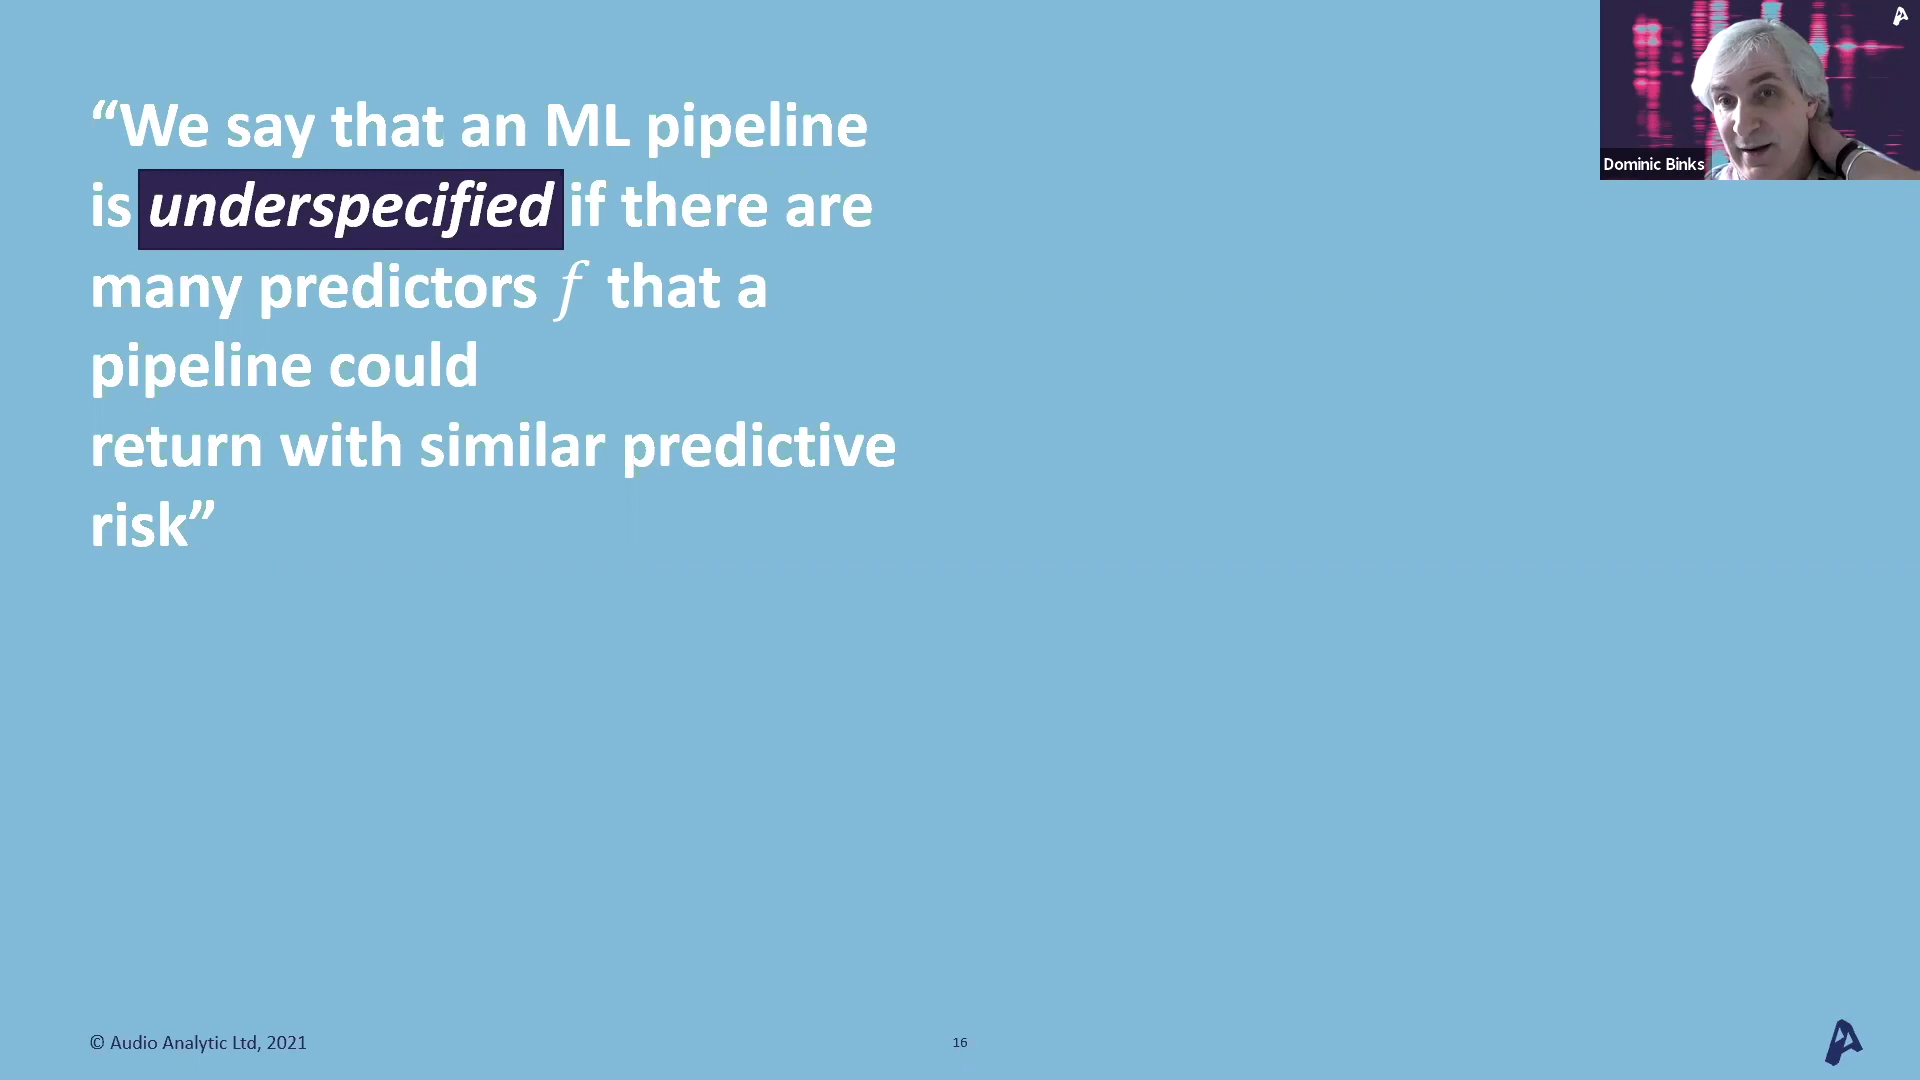 “We say that an ML pipeline
is underspecified if there are
many predictors f that a
pipeline could
return with similar predictive
risk”
Dominic Binks
© Audio Analytic Ltd, 2021
16